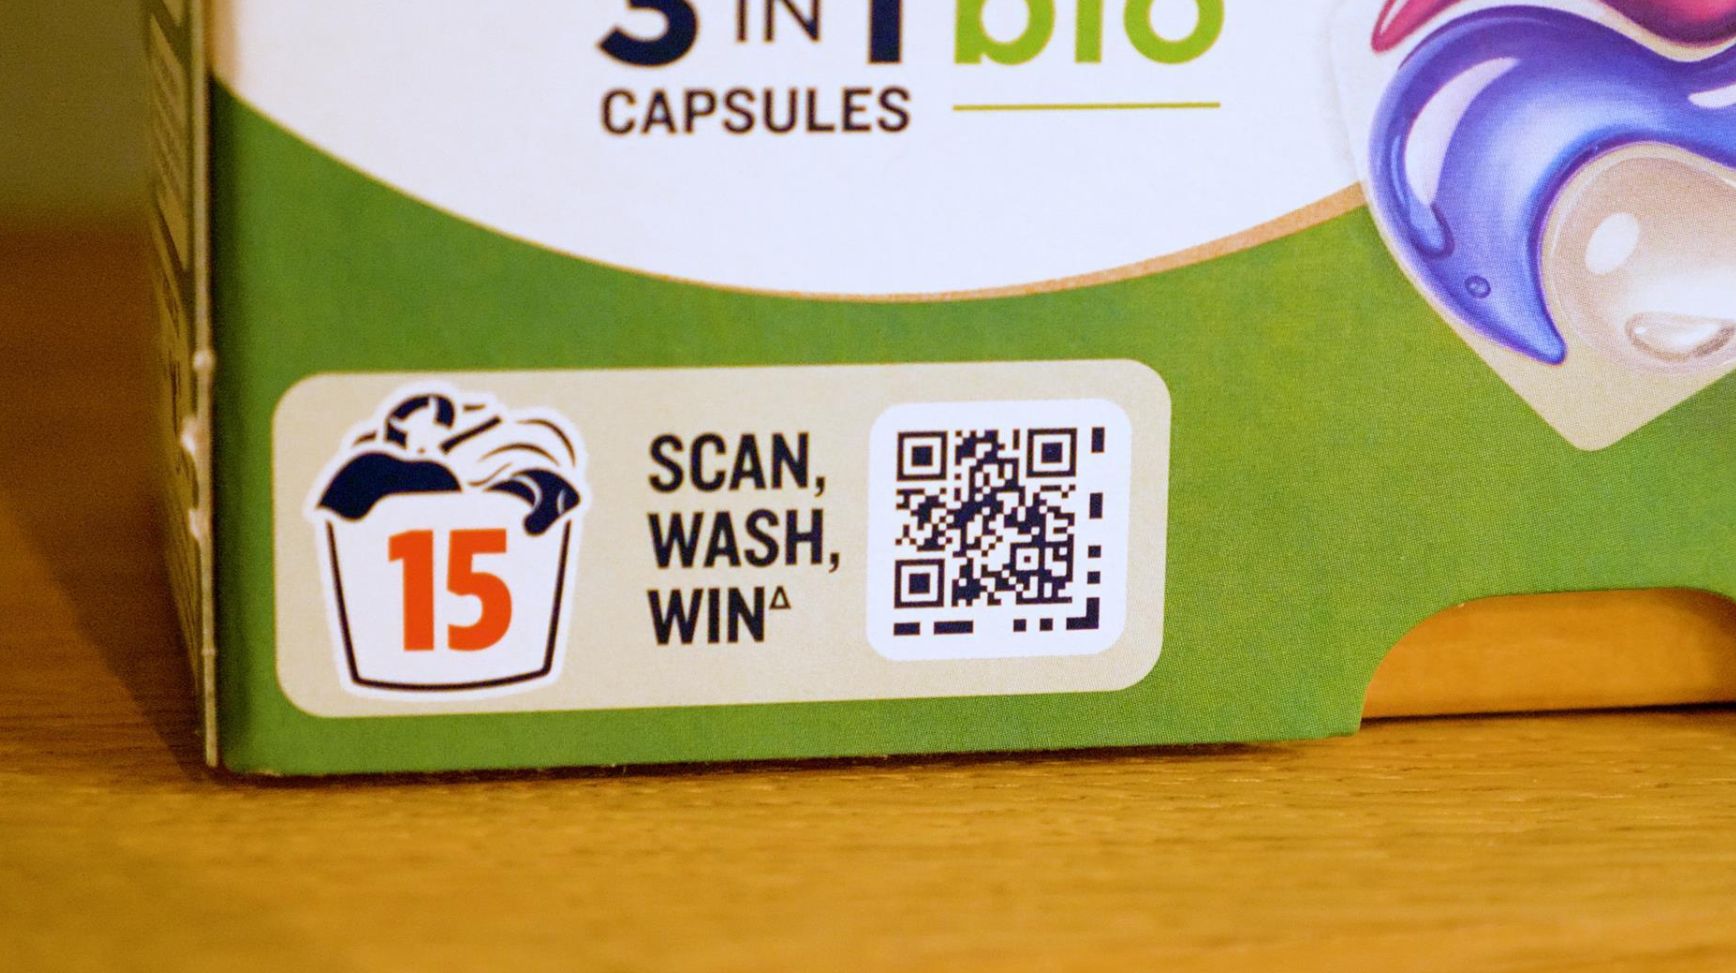 3 IN 1 bio
CAPSULES
15
SCAN,
WASH,
WIN△